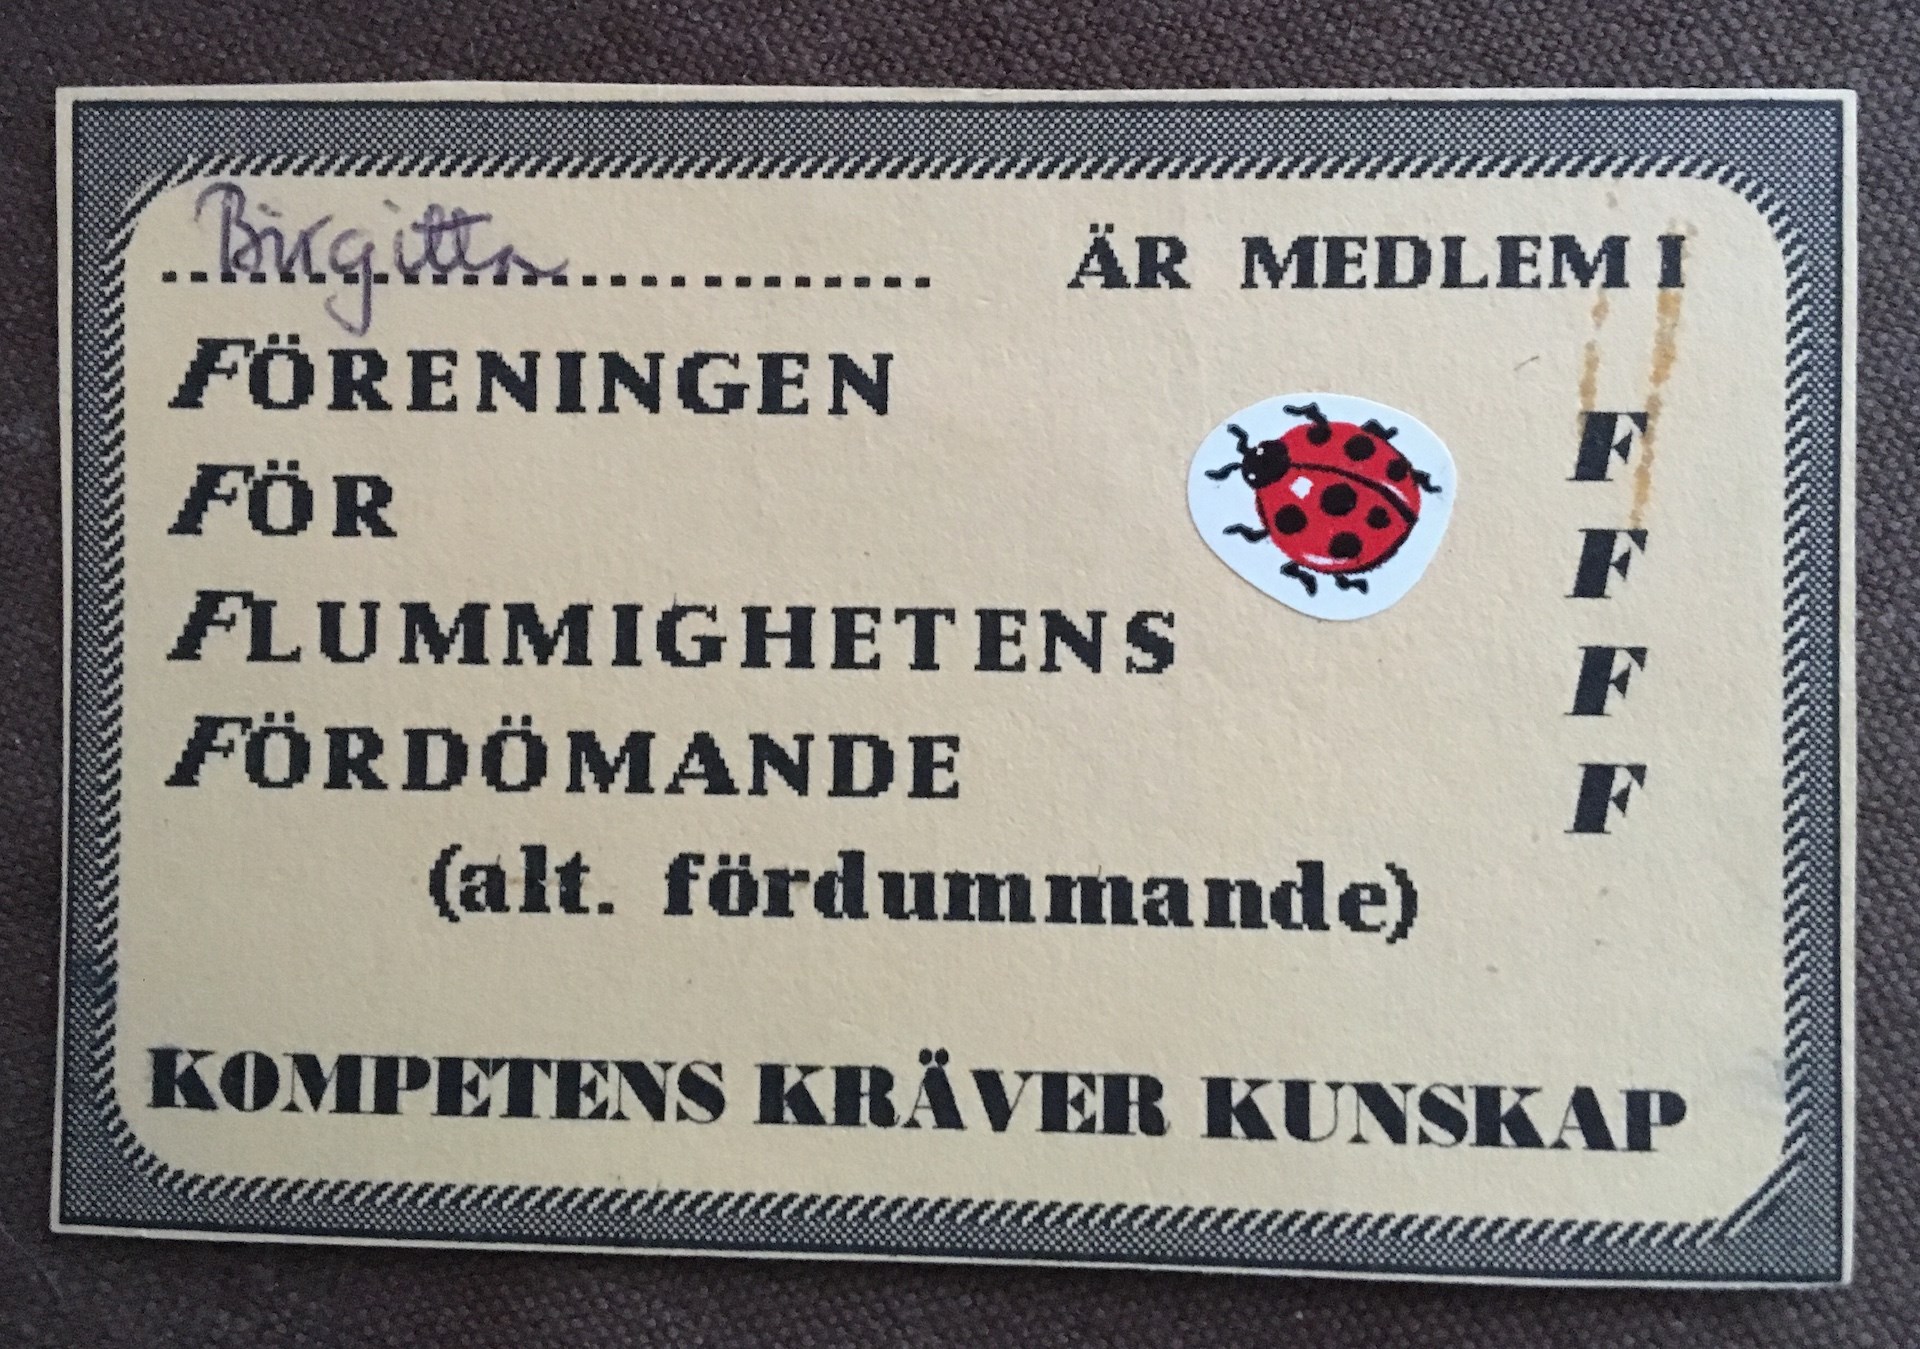 Birgitta ÄR MEDLEM I
FÖRENINGEN
FÖR
FLUMMIGHETENS
FÖRDÖMANDE
(alt. fördummande)
F
F
F
F
KOMPETENS KRÄVER KUNSKAP